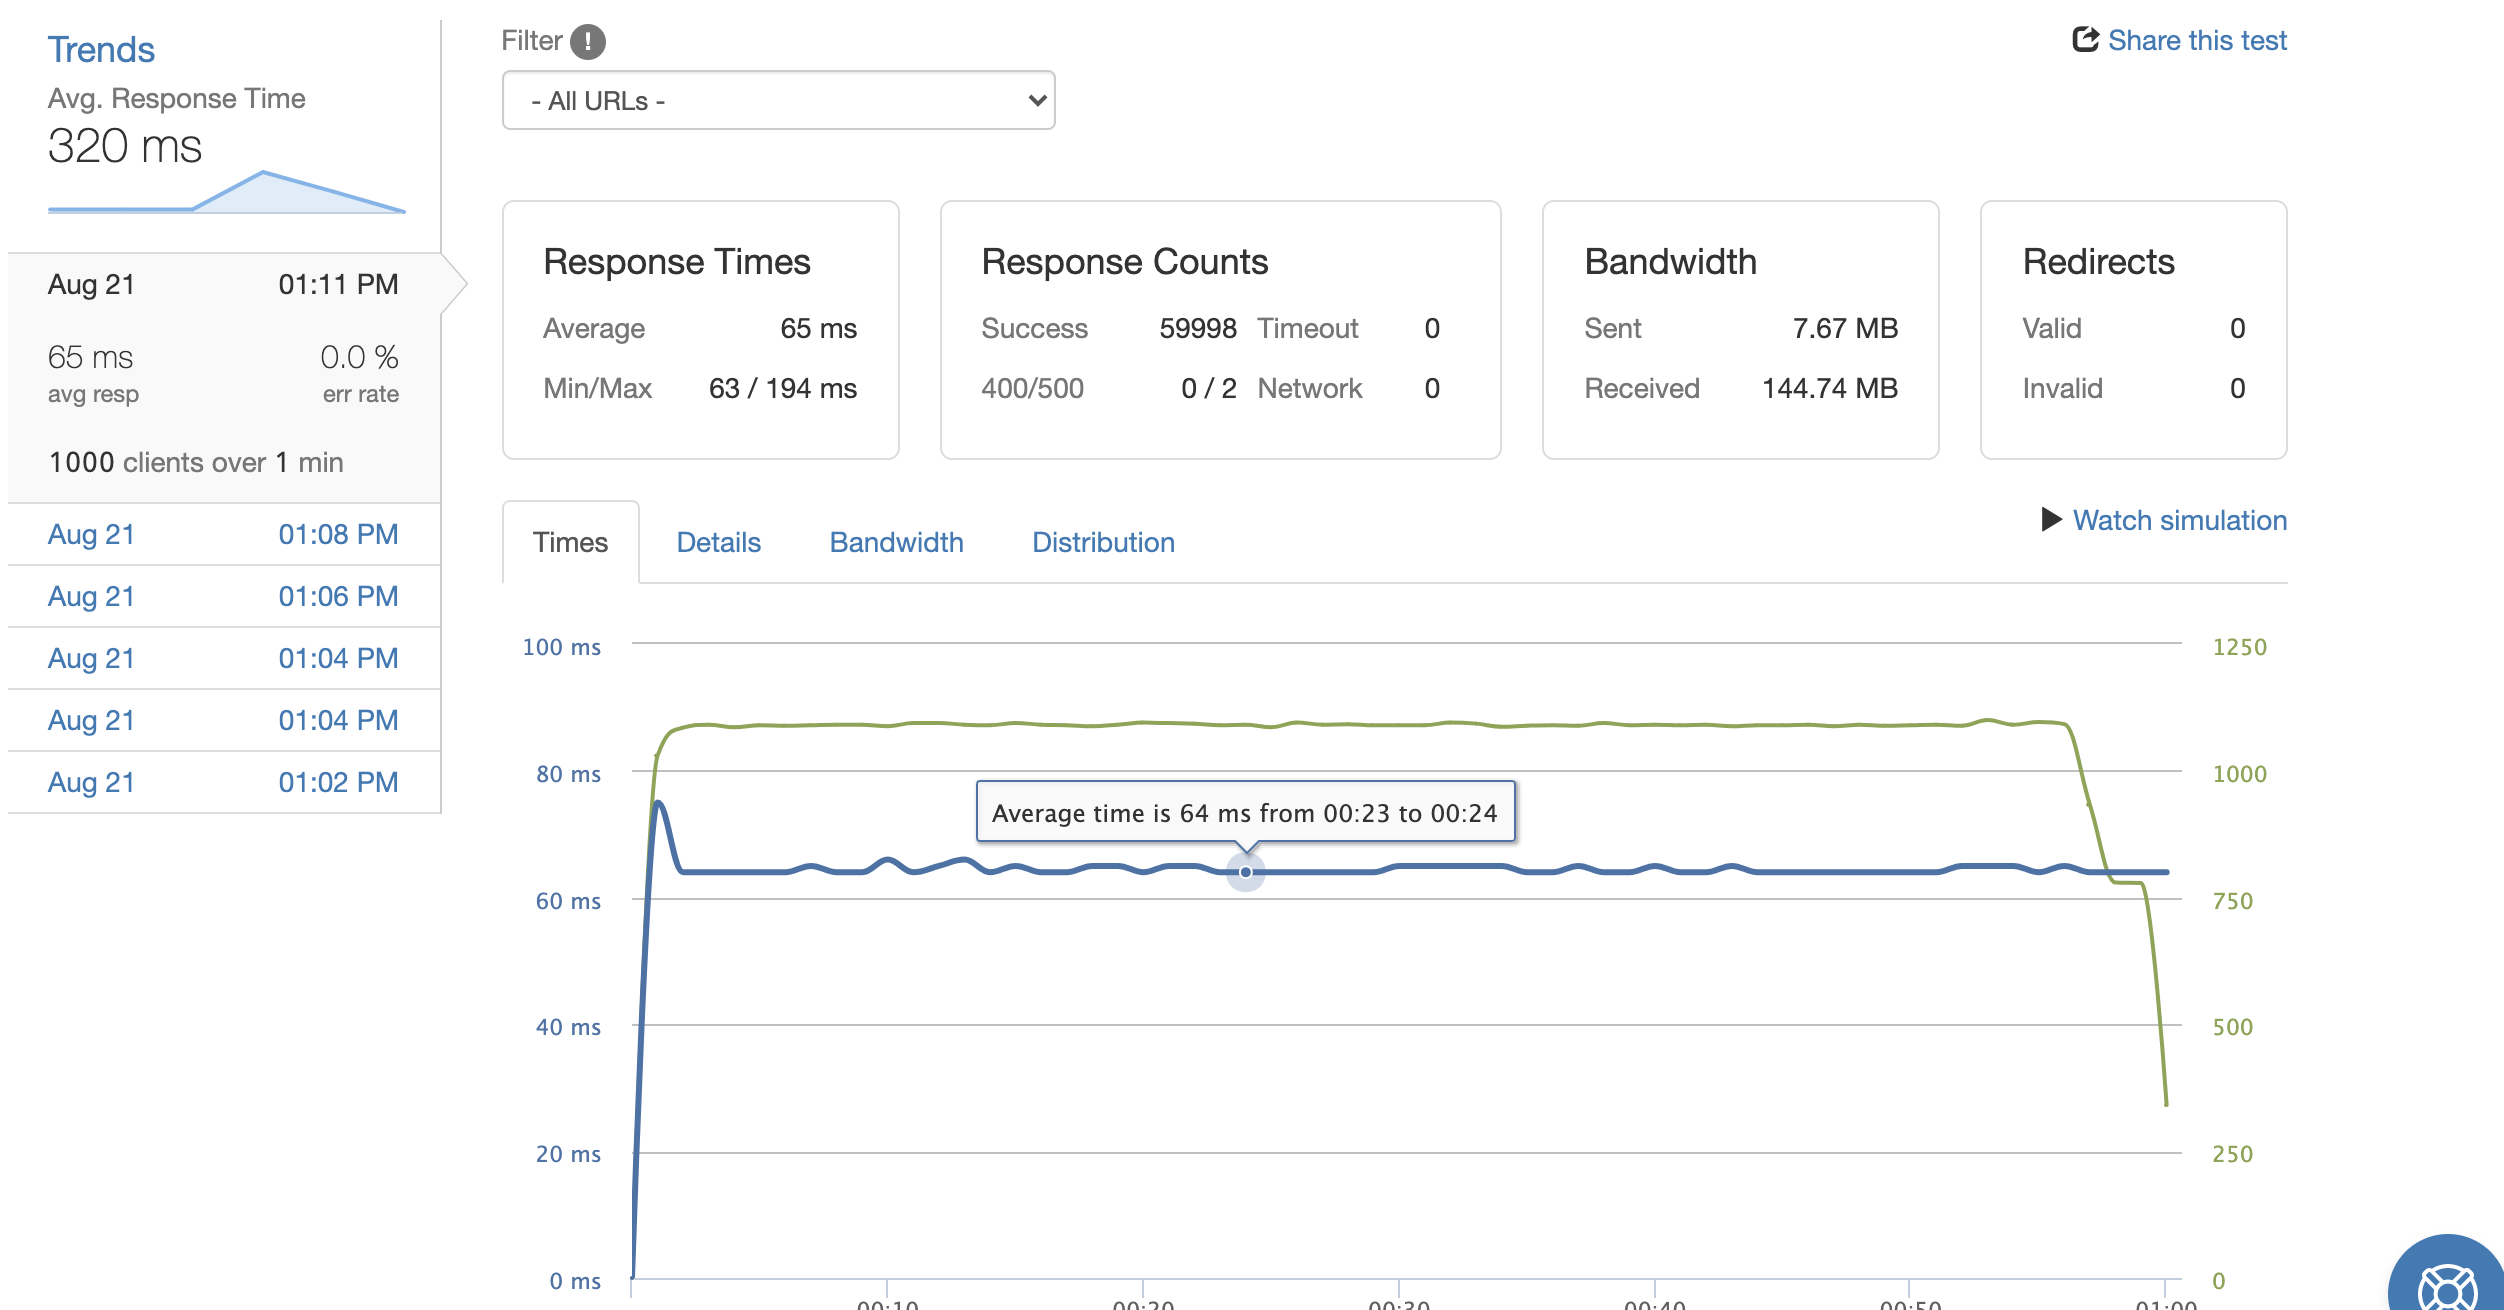 Trends
Avg. Response Time
320 ms
Aug 21 01:11 PM
65 ms 0.0 %
avg resp err rate
1000 clients over 1 min
Aug 21 01:08 PM
Aug 21 01:06 PM
Aug 21 01:04 PM
Aug 21 01:04 PM
Aug 21 01:02 PM
Filter !
Share this test
- All URLs -
Response Times
Average 65 ms
Min/Max 63 / 194 ms
Response Counts
Success 59998 Timeout 0
400/500 0 / 2 Network 0
Bandwidth
Sent 7.67 MB
Received 144.74 MB
Redirects
Valid 0
Invalid 0
Times Details Bandwidth Distribution
Watch simulation
100 ms 1250
80 ms 1000
Average time is 64 ms from 00:23 to 00:24
60 ms 750
40 ms 500
20 ms 250
0 ms 0
00:10 00:20 00:30 00:40 00:50 01:00